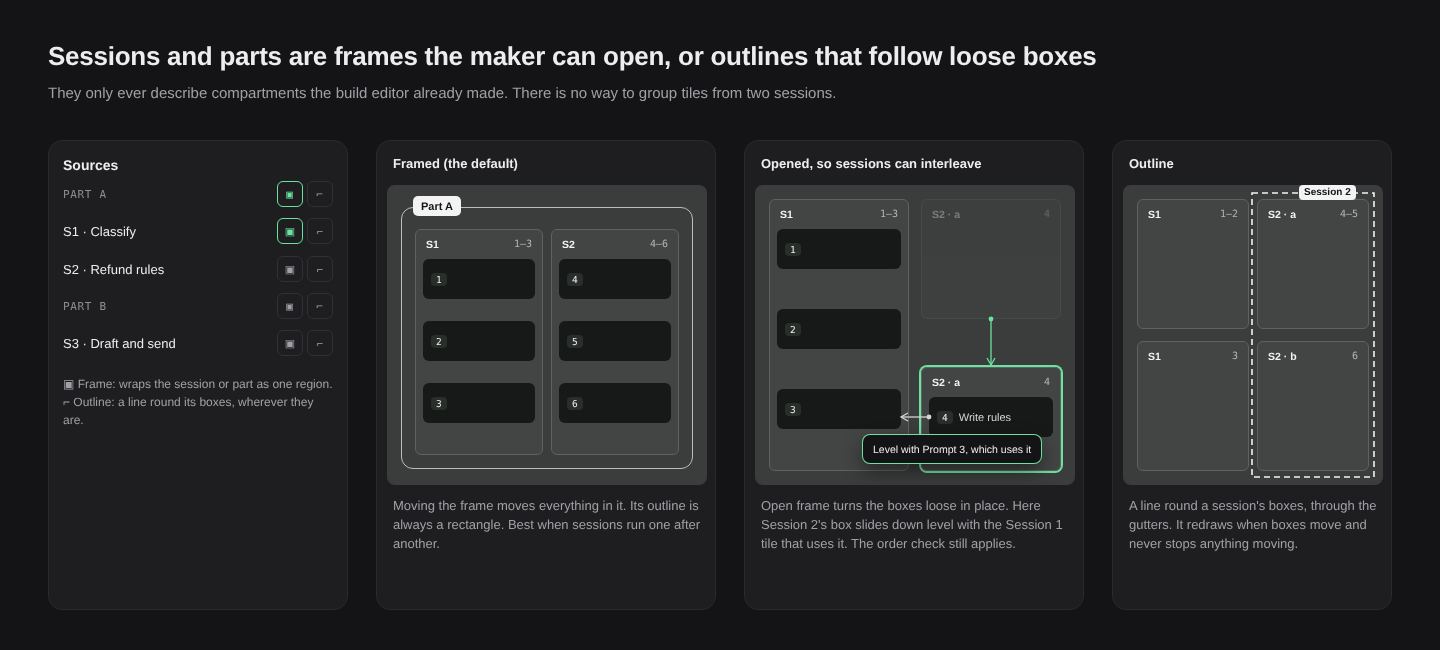 Sessions and parts are frames the maker can open, or outlines that follow loose boxes
They only ever describe compartments the build editor already made. There is no way to group tiles from two sessions.
Sources
PART A
▣ ⌐
S1 · Classify
▣ ⌐
S2 · Refund rules
▣ ⌐
PART B
▣ ⌐
S3 · Draft and send
▣ ⌐
▣ Frame: wraps the session or part as one region.
⌐ Outline: a line round its boxes, wherever they
are.
Framed (the default)
Part A
S1 1–3
1
2
3
S2 4–6
4
5
6
Moving the frame moves everything in it. Its outline is
always a rectangle. Best when sessions run one after
another.
Opened, so sessions can interleave
S1 1–3
1
2
3
S2 · a 4
S2 · a 4
4 Write rules
Level with Prompt 3, which uses it
Open frame turns the boxes loose in place. Here
Session 2's box slides down level with the Session 1
tile that uses it. The order check still applies.
Outline
Session 2
S1 1–2
S2 · a 4–5
S1 3
S2 · b 6
A line round a session's boxes, through the
gutters. It redraws when boxes move and
never stops anything moving.